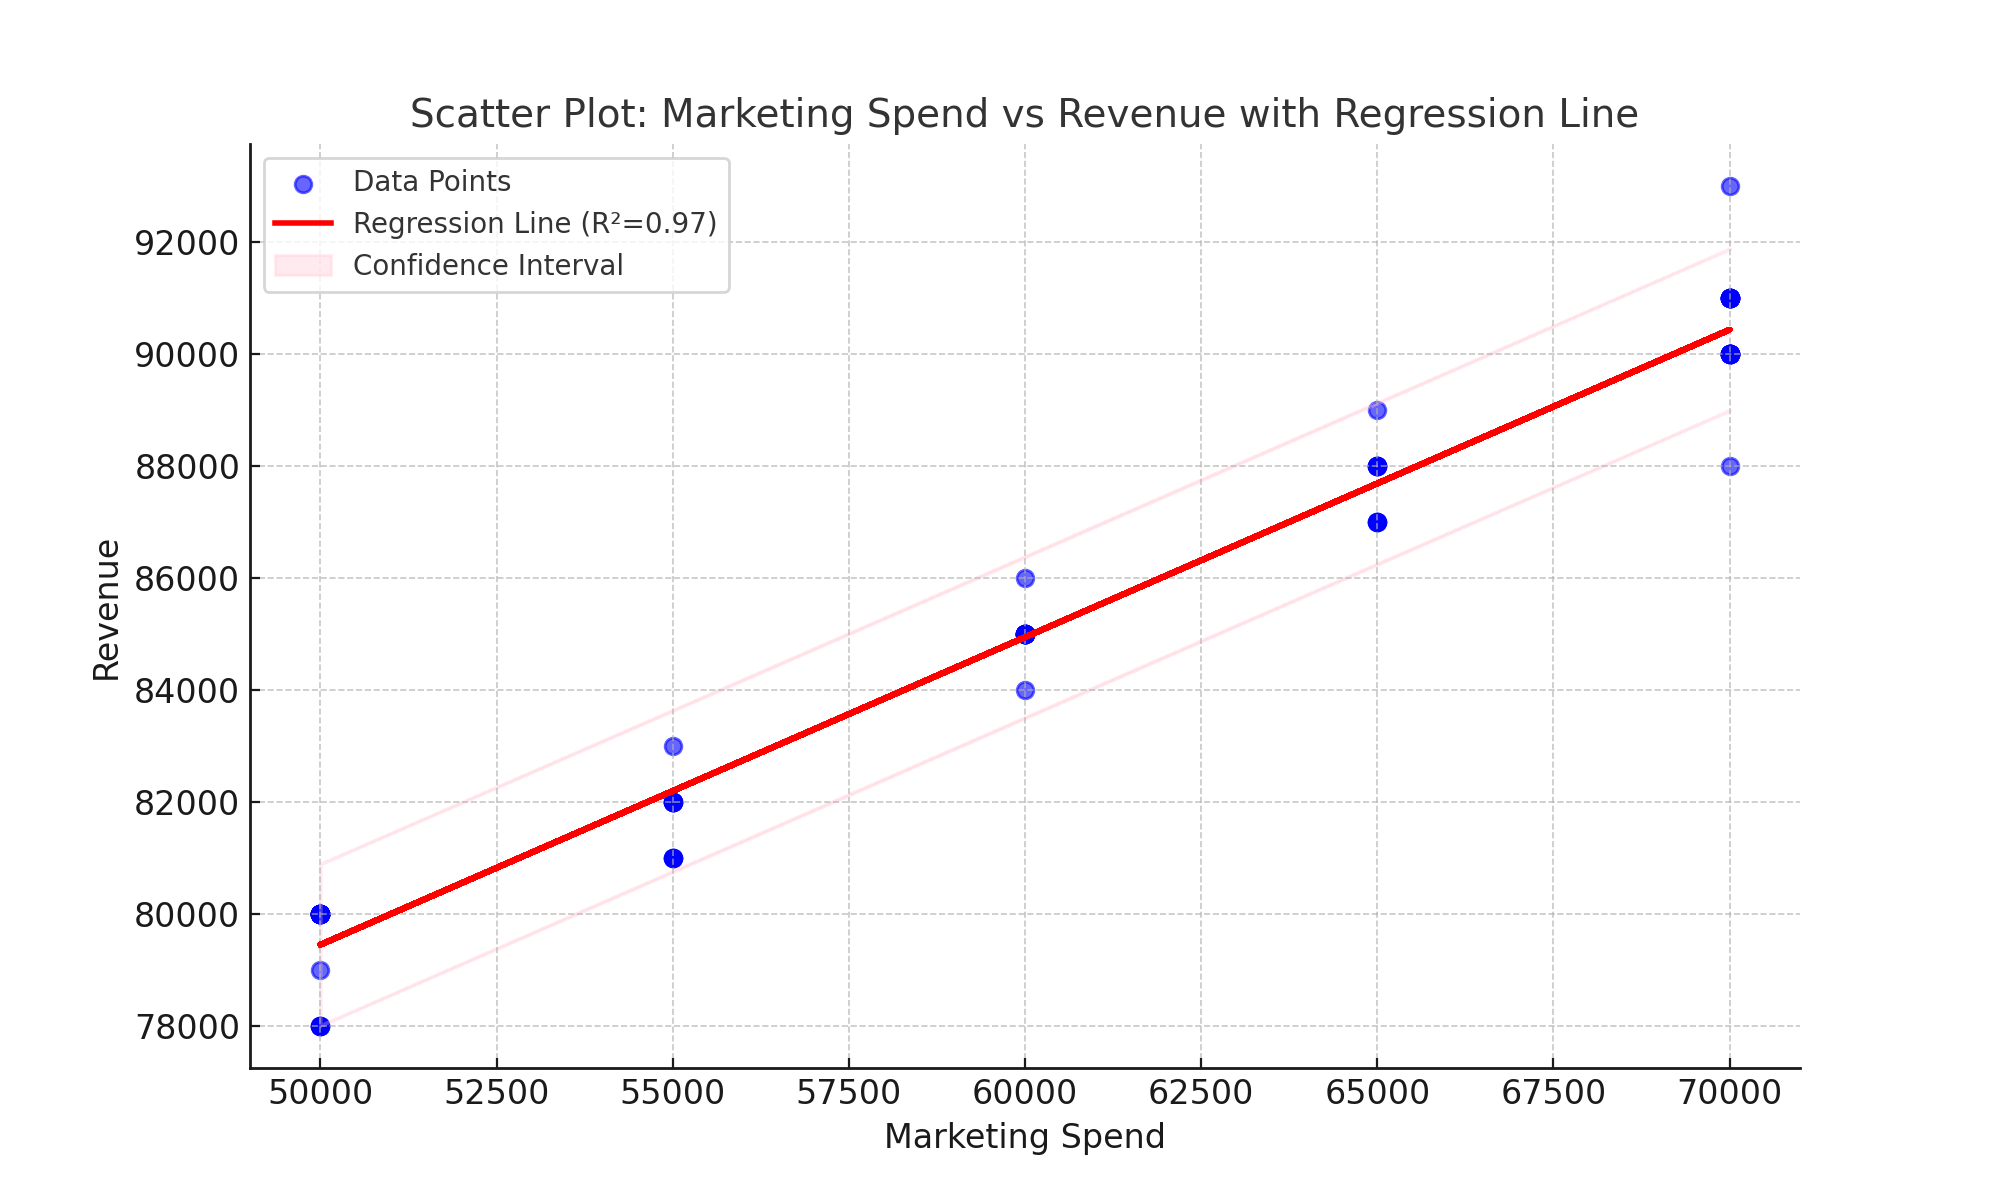 Scatter Plot: Marketing Spend vs Revenue with Regression Line
Data Points
Regression Line (R²=0.97)
Confidence Interval
92000
90000
88000
86000
84000
82000
80000
78000
Revenue
50000 52500 55000 57500 60000 62500 65000 67500 70000
Marketing Spend